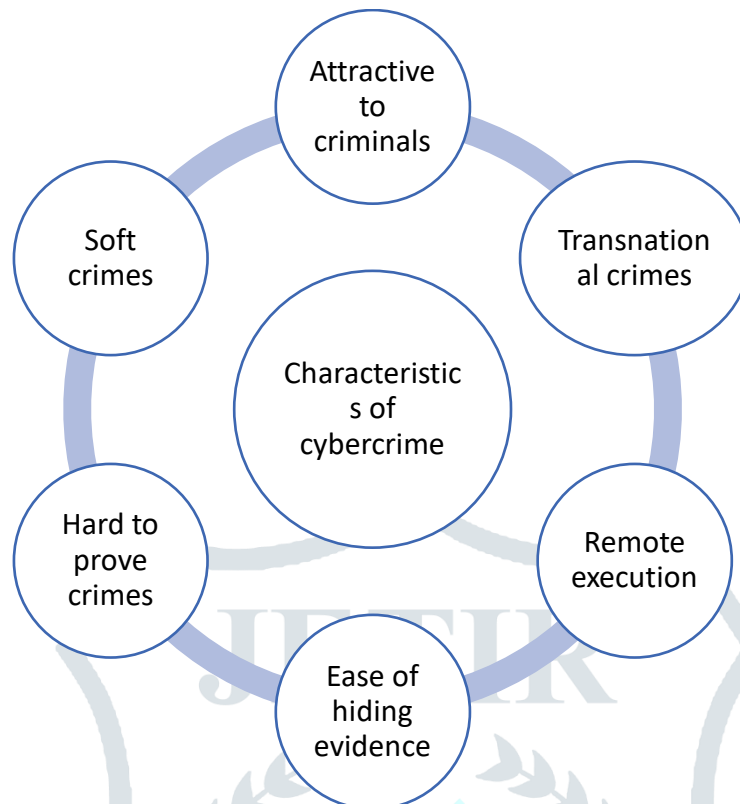 Attractive
to
criminals
Transnation
al crimes
Remote
execution
Ease of
hiding
evidence
Hard to
prove
crimes
Soft
crimes
Characteristic
s of
cybercrime
JETIR